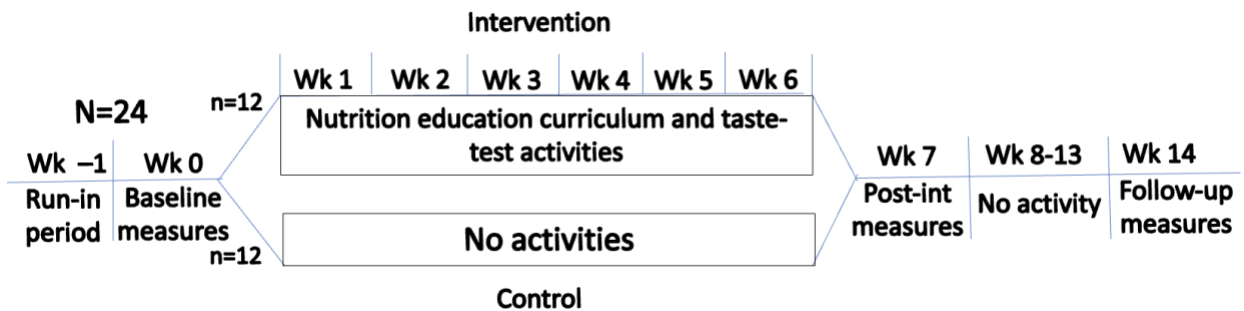 Intervention
Wk 1 Wk 2 Wk 3 Wk 4 Wk 5 Wk 6
N=24
n=12
Nutrition education curriculum and taste-
test activities
Wk –1 Wk 0
Run-in
period
Baseline
measures
n=12
No activities
Control
Wk 7 Wk 8-13 Wk 14
Post-int
measures
No activity
Follow-up
measures